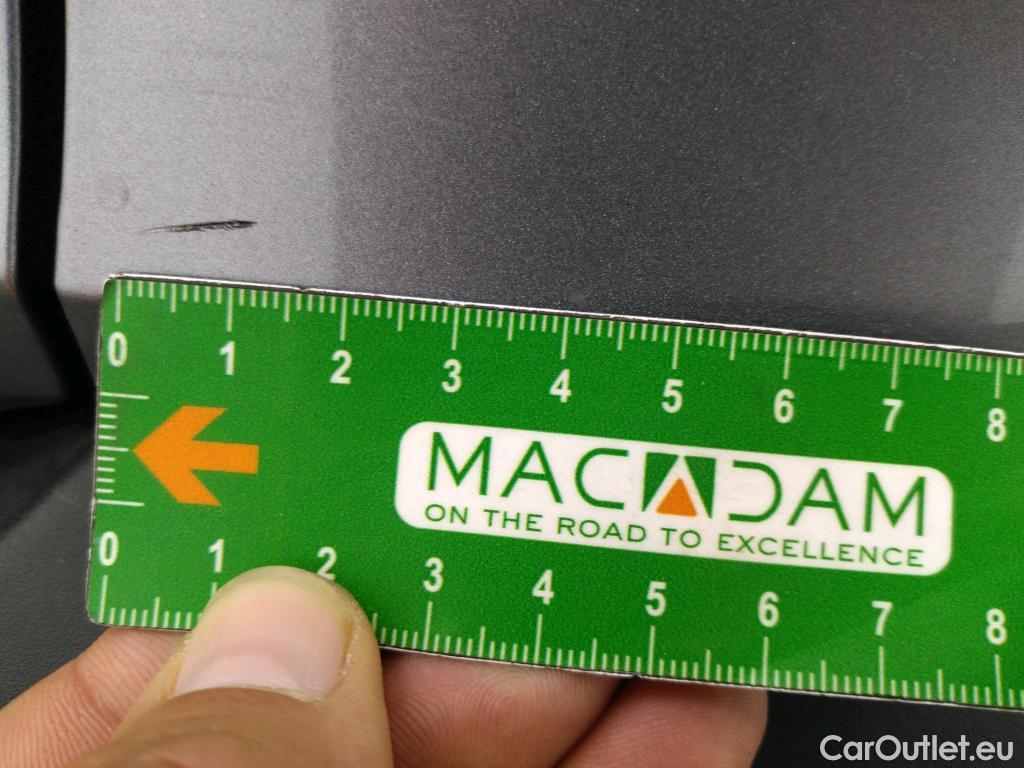 0 1 2 3 4 5 6 7 8
MACADAM
ON THE ROAD TO EXCELLENCE
0 1 2 3 4 5 6 7 8
CarOutlet.eu